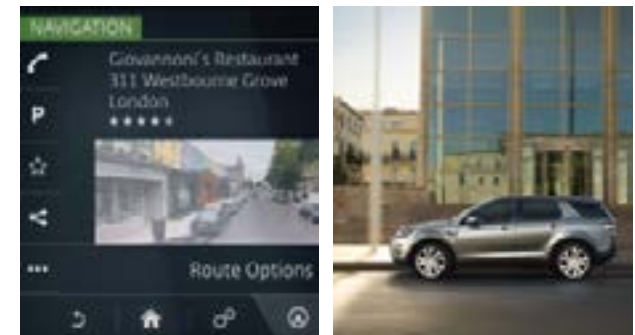 NAVIGATION
Giovannoni's Restaurant
311 Westbourne Grove
London
P
Route Options